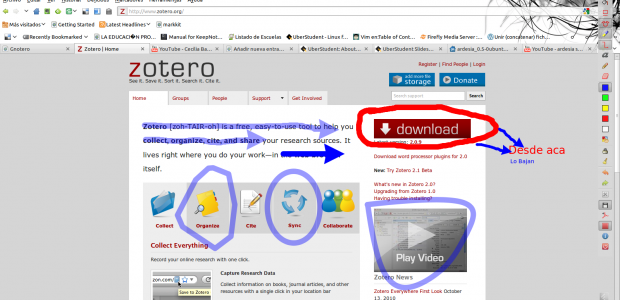 http://www.zotero.org/
Más visitados Getting Started Latest Headlines markkit
Recently Bookmarked LA EDUCACI�N PRO Manual for KeepNote Listado de Escuelas UberStudent - Forums Vim en Table of Cont... Firefly Media Server Unir (concatenar) fich...
Gnotero Zotero | Home YouTube - Cecilia Ba Añadir nueva entra UberStudent: About... UberStudent Slides... ardesia_0.5-0ubunt YouTube - ardesia s
zotero
See it. Save it. Sort it. Search it. Cite it.
Register | Find People | Login
add more file storage Donate
Search support Search
Home Groups People Support Get Involved
Zotero [zoh-TAIR-oh] is a free, easy-to-use tool to help you
collect, organize, cite, and share your research sources. It
lives right where you do your work—in
itself.
download
2.0.9
Desde aca
Lo Bajan
Download word processor plugins for 2.0
New: Try Zotero 2.1 Beta
What's new in Zotero 2.0?
Upgrading from Zotero 1.0
Having trouble installing?
Collect Organize Cite Sync Collaborate
Play Video
Collect Everything
Record your online research with one click.
Capture Research Data
Collect information on books, journal articles, and other
resources with a single click in your location bar
zon.com/
Save to Zotero
Zotero News
Zotero Everywhere First Look October
13, 2010